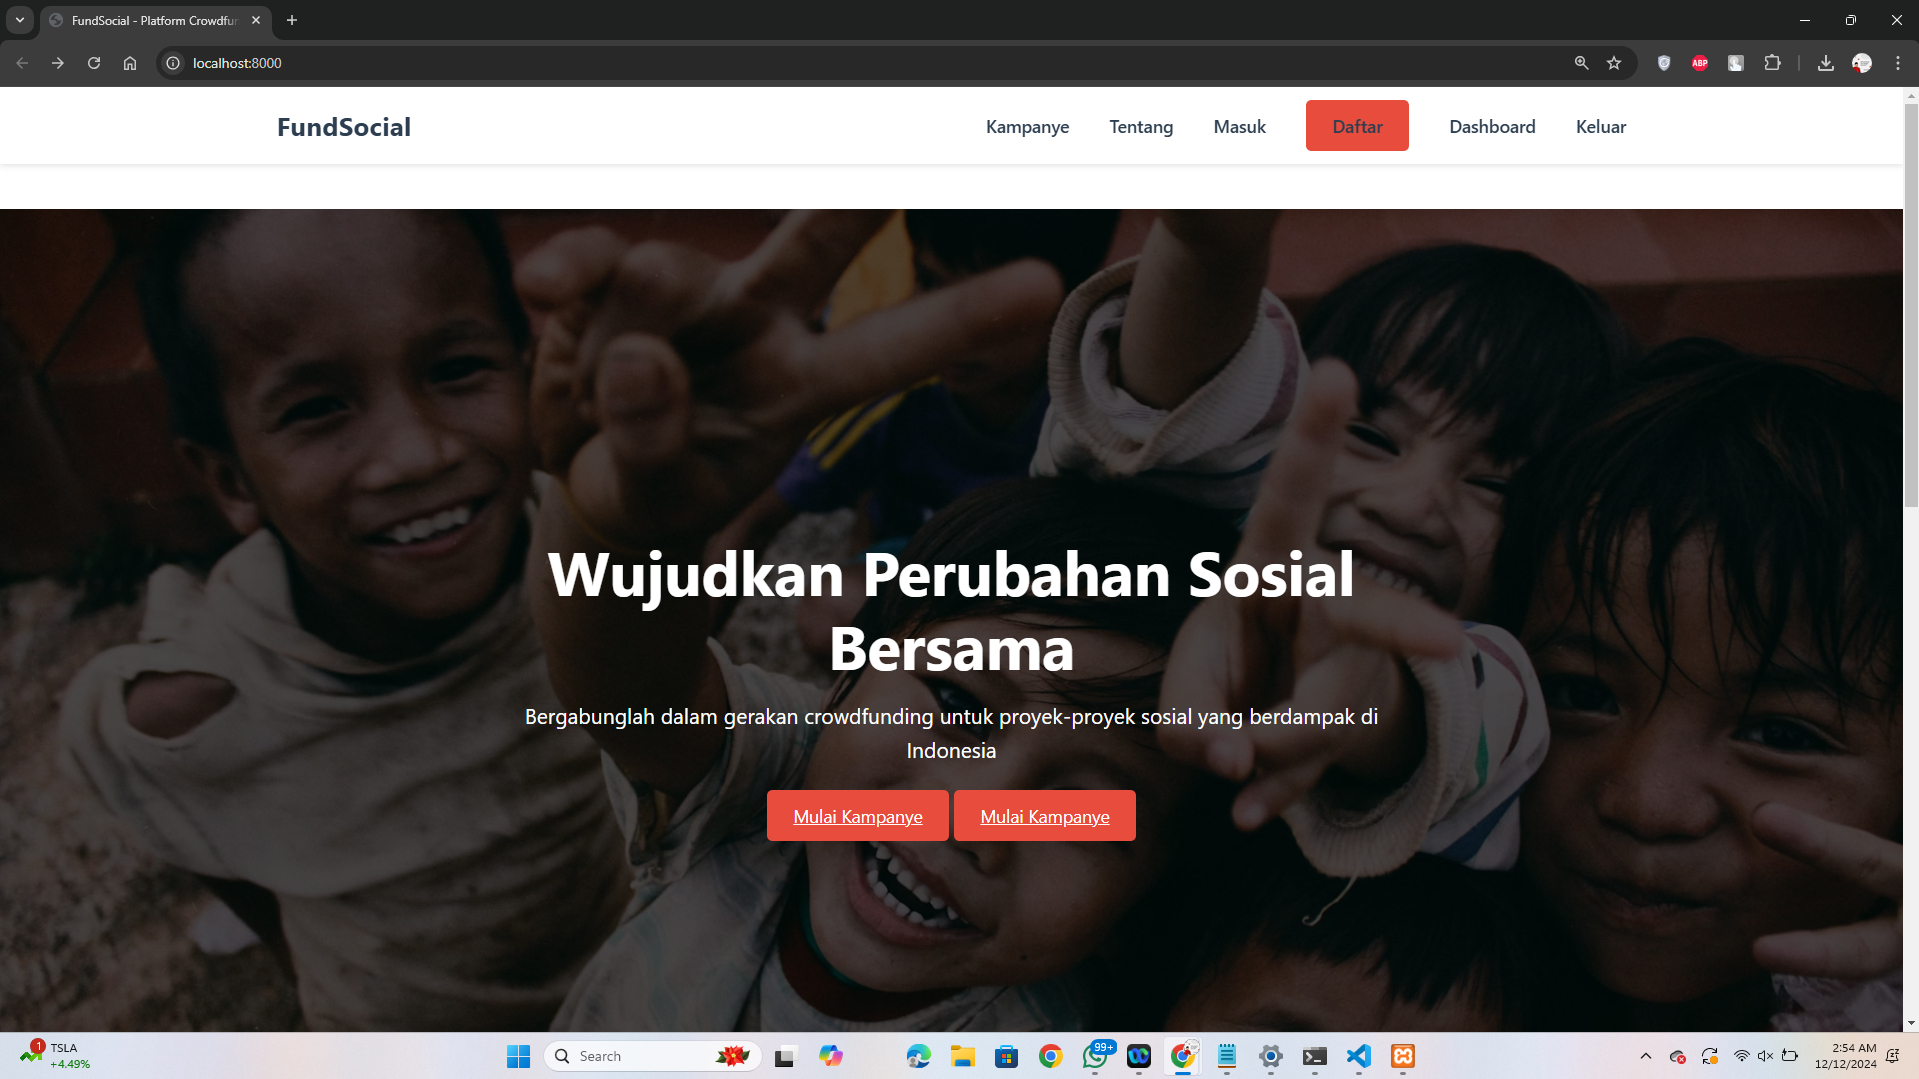 FundSocial - Platform Crowdfu
localhost:8000
ABP
FundSocial
Kampanye
Tentang
Masuk
Daftar
Dashboard
Keluar
Wujudkan Perubahan Sosial
Bersama
Bergabunglah dalam gerakan crowdfunding untuk proyek-proyek sosial yang berdampak di
Indonesia
Mulai Kampanye
Mulai Kampanye
1
TSLA
+4.49%
Search
99+
2:54 AM
12/12/2024